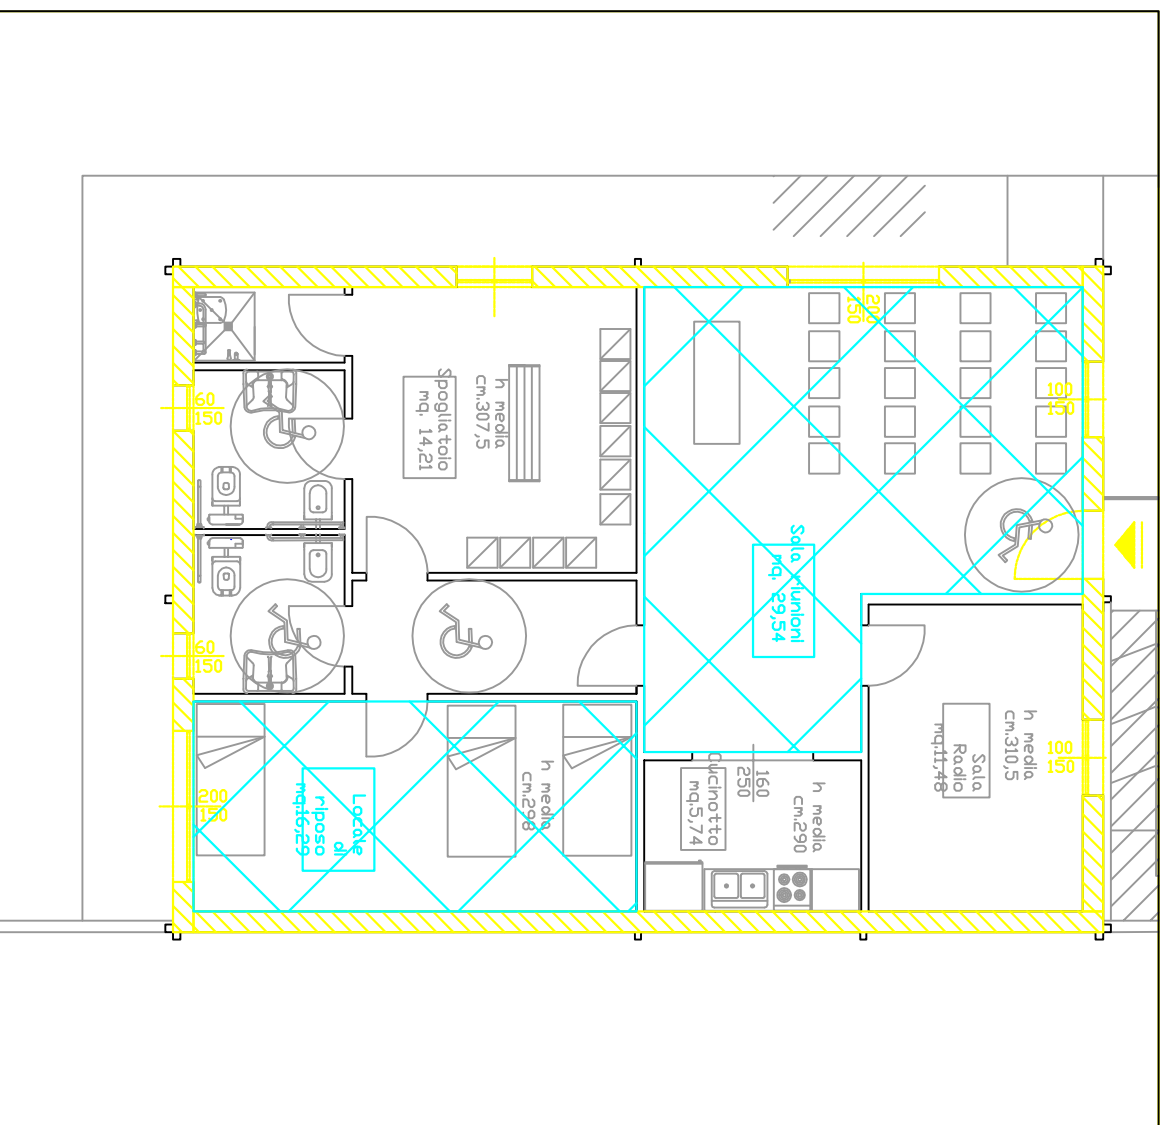 200
150
100
150
60
150
h media
cm.307,5
Spogliatoio
mq. 14,21
Sala riunioni
mq. 29,54
60
150
h media
cm.310,5
Sala
Radio
mq.11,48
100
150
160
250
Cucinotto
mq.5,74
h media
cm.290
h media
cm.298
Locale
di
riposo
mq.16,29
200
150